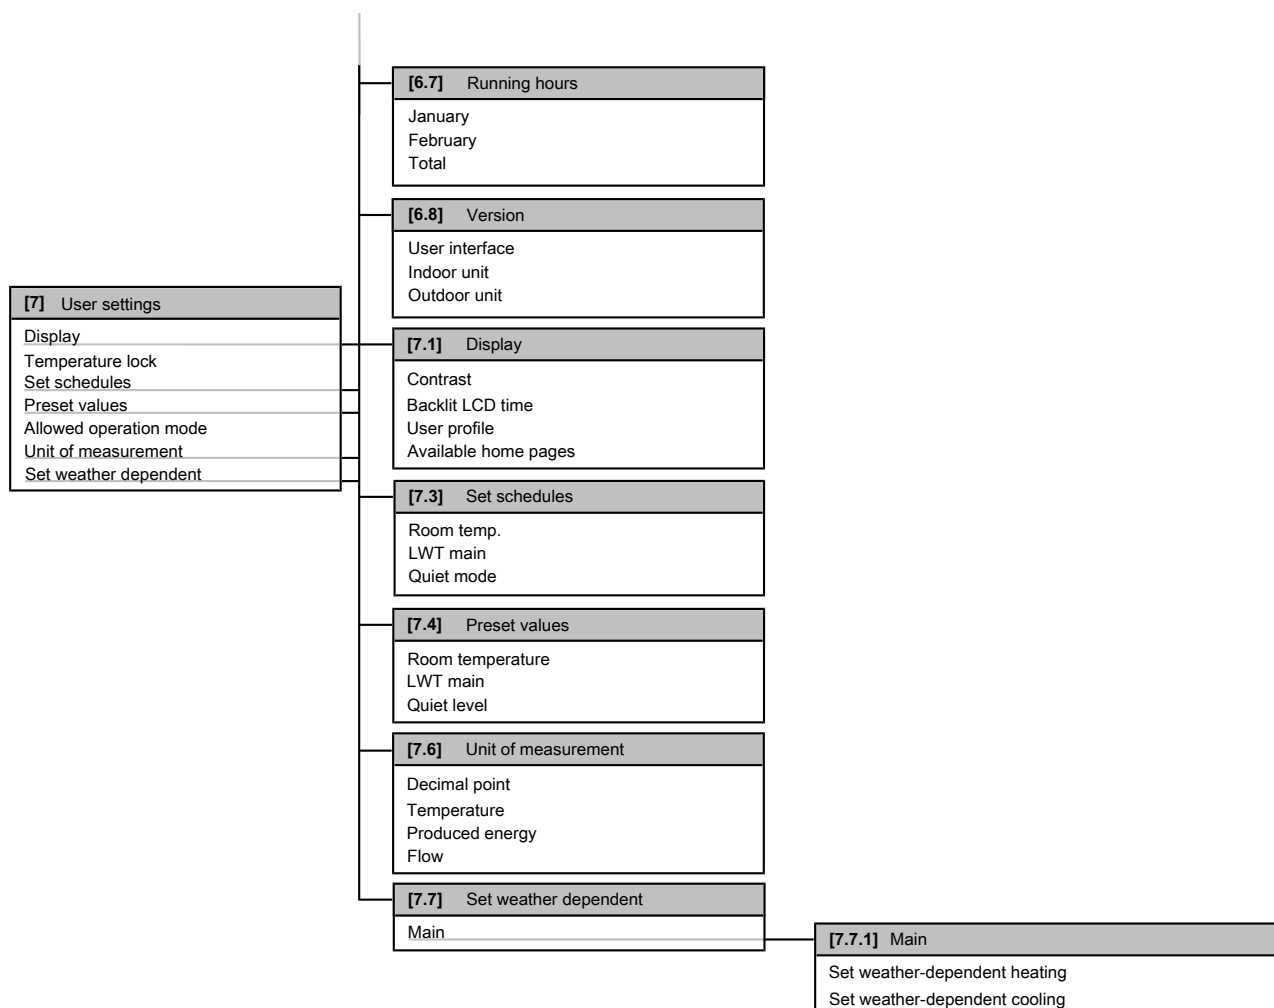 [6.7] Running hours
January
February
Total
[6.8] Version
User interface
Indoor unit
Outdoor unit
[7] User settings
Display
Temperature lock
Set schedules
Preset values
Allowed operation mode
Unit of measurement
Set weather dependent
[7.1] Display
Contrast
Backlit LCD time
User profile
Available home pages
[7.3] Set schedules
Room temp.
LWT main
Quiet mode
[7.4] Preset values
Room temperature
LWT main
Quiet level
[7.6] Unit of measurement
Decimal point
Temperature
Produced energy
Flow
[7.7] Set weather dependent
Main
[7.7.1] Main
Set weather-dependent heating
Set weather-dependent cooling